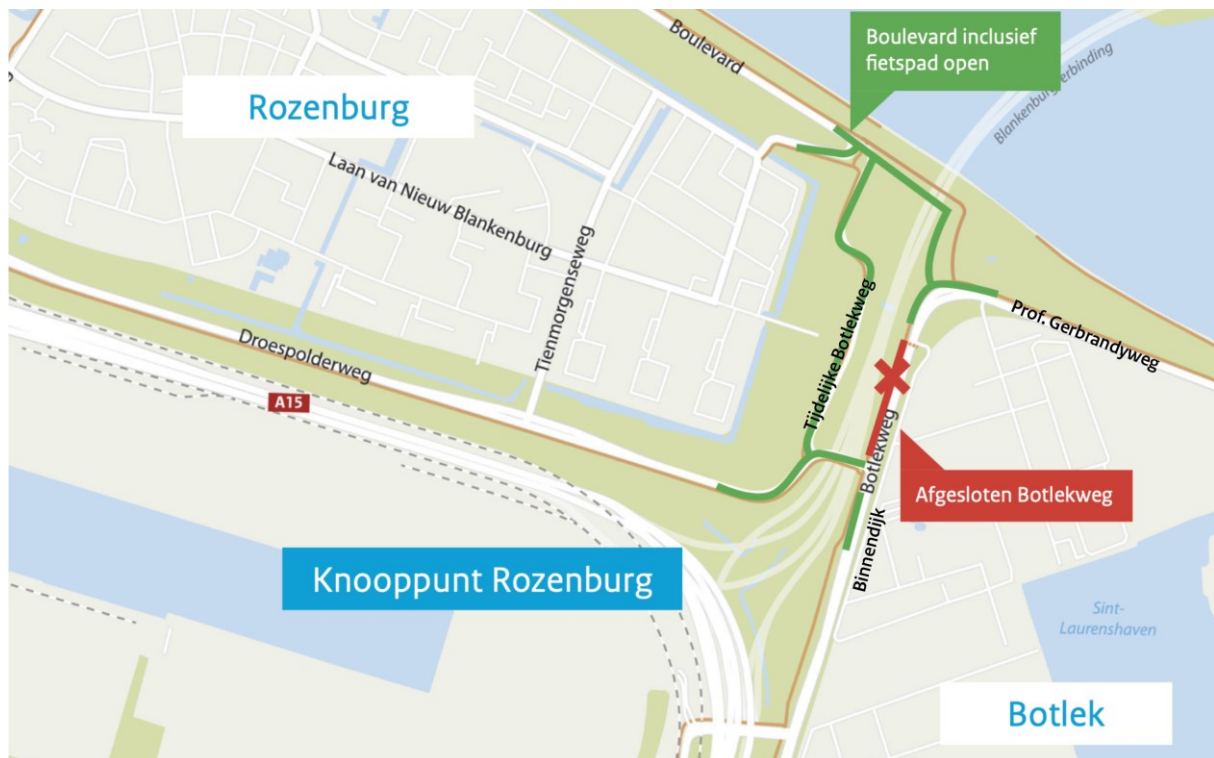 Boulevard
Boulevard inclusief
fietspad open
Rozenburg
Laan van Nieuw Blankenburg
Tienmorgenseweg
Droespolderweg
A15
Tijdelijke Botlekweg
Prof. Gerbrandyweg
Botlekweg
Afgesloten Botlekweg
Binnendijk
Knooppunt Rozenburg
Sint-
Laurenshaven
Botlek